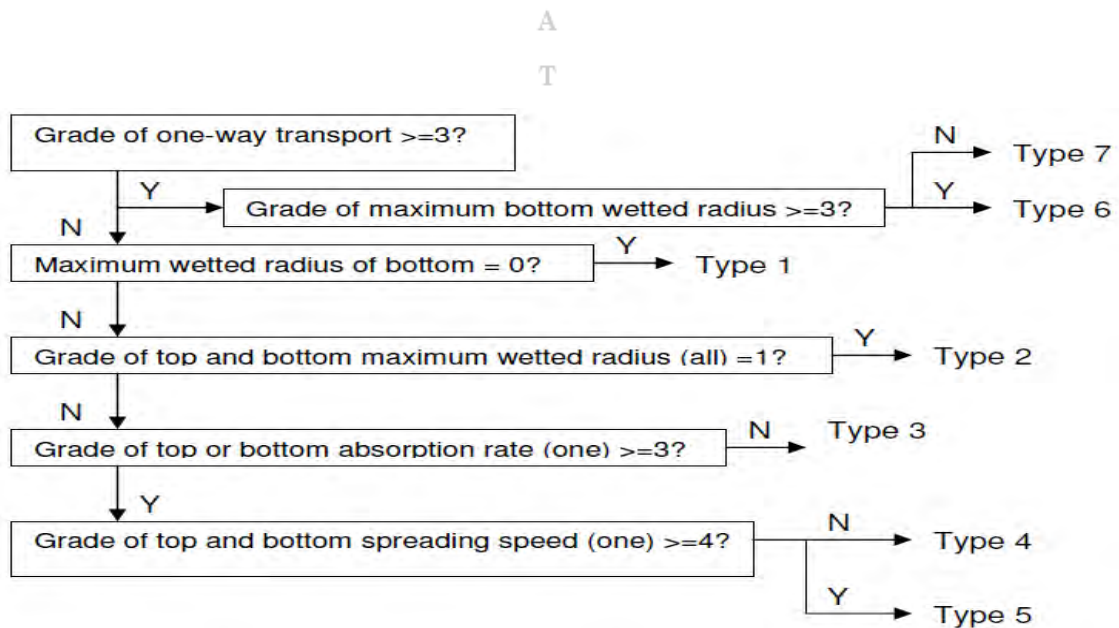 A
T
Grade of one-way transport >=3?
N
Type 7
Y
Grade of maximum bottom wetted radius >=3?
Y
Type 6
N
Maximum wetted radius of bottom = 0?
Y
Type 1
N
Grade of top and bottom maximum wetted radius (all) =1?
Y
Type 2
N
Grade of top or bottom absorption rate (one) >=3?
N
Type 3
Y
Grade of top and bottom spreading speed (one) >=4?
N
Type 4
Y
Type 5